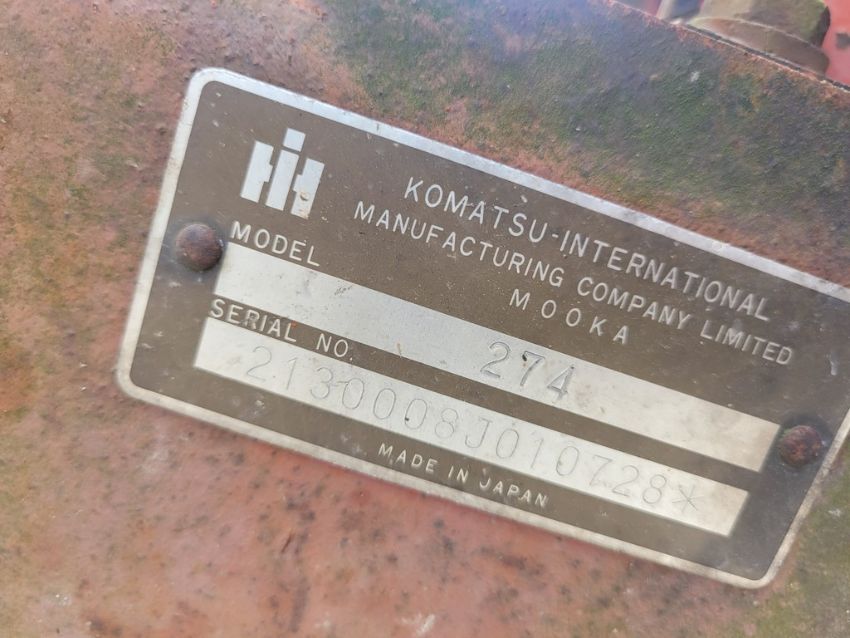 KOMATSU-INTERNATIONAL
MANUFACTURING COMPANY LIMITED
MOOKA
MODEL
274
SERIAL NO.
2130008J010728*
MADE IN JAPAN